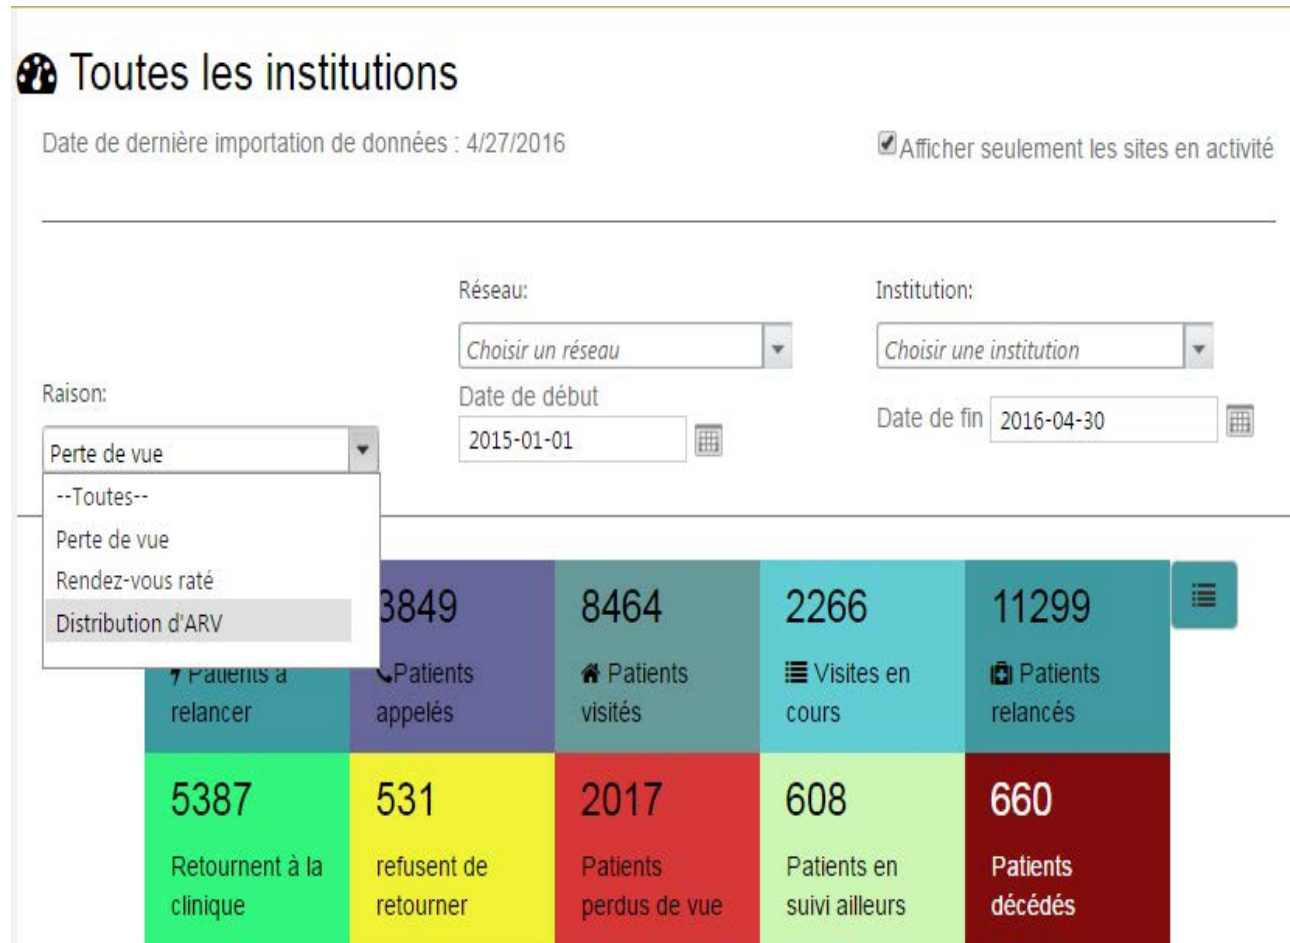 Toutes les institutions
Date de dernière importation de données : 4/27/2016
Afficher seulement les sites en activité
Réseau:
Institution:
Choisir un réseau
Choisir une institution
Raison:
Date de début
Date de fin 2016-04-30
Perte de vue
2015-01-01
--Toutes--
Perte de vue
Rendez-vous raté
Distribution d'ARV
3849
8464
2266
11299
Patients à
relancer
Patients
appelés
Patients
visités
Visites en
cours
Patients
relancés
5387
Retournent à la
clinique
531
refusent de
retourner
2017
Patients
perdus de vue
608
Patients en
suivi ailleurs
660
Patients
décédés